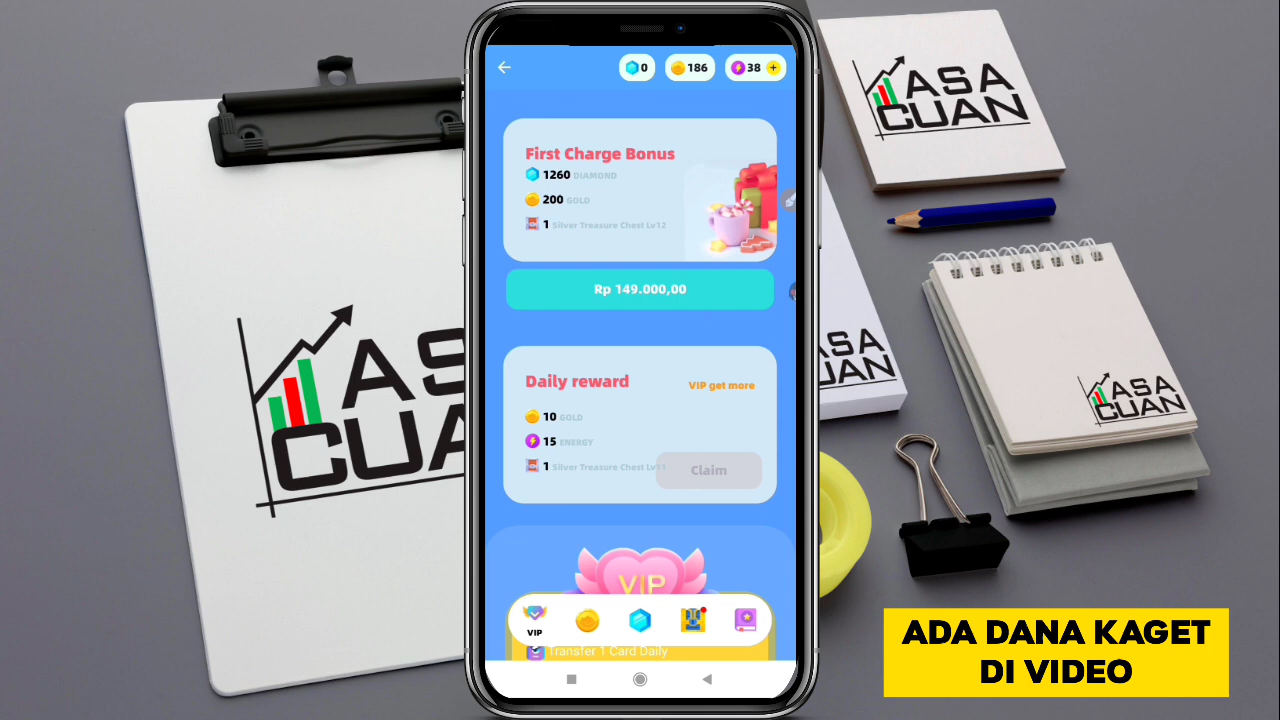 0
186
38 +
First Charge Bonus
1260 DIAMOND
200 GOLD
1 Silver Treasure Chest Lv12
Rp 149.000,00
Daily reward
VIP get more
10 GOLD
15 ENERGY
1 Silver Treasure Chest Lv11
Claim
VIP
VIP
Transfer 1 Card Daily
ASA
CUAN
ASA
CUAN
ASA
CUAN
AS
CUA
ADA DANA KAGET
DI VIDEO